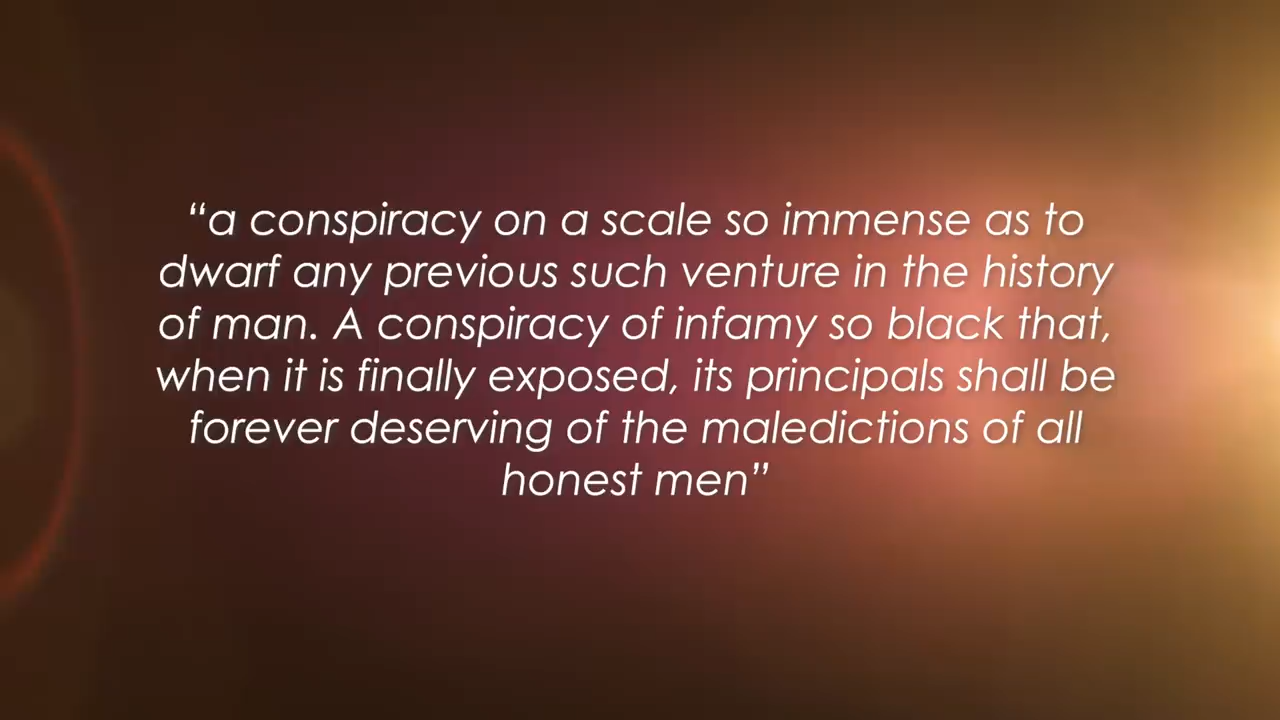 “a conspiracy on a scale so immense as to
dwarf any previous such venture in the history
of man. A conspiracy of infamy so black that,
when it is finally exposed, its principals shall be
forever deserving of the maledictions of all
honest men”